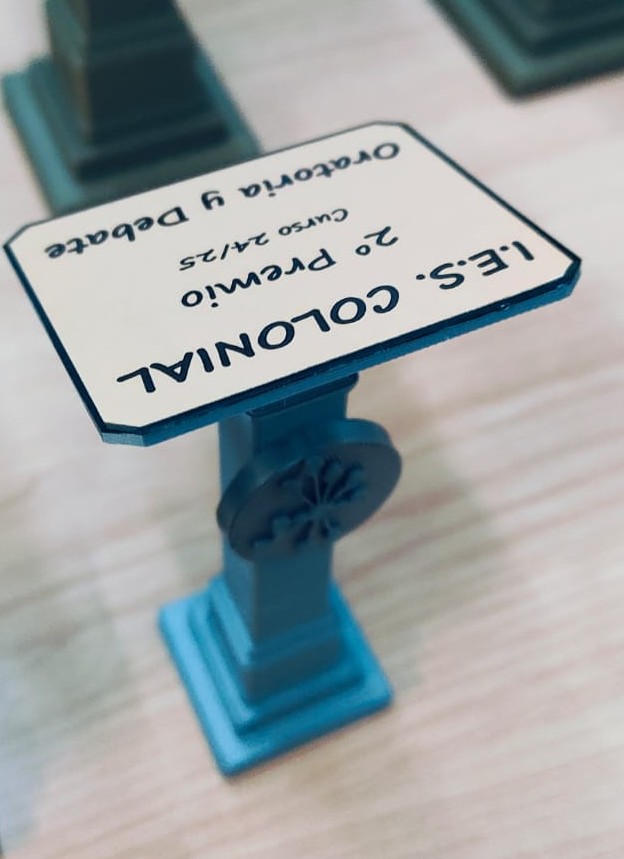 I.E.S. COLONIAL
2º Premio
Curso 24/25
Oratoria y Debate